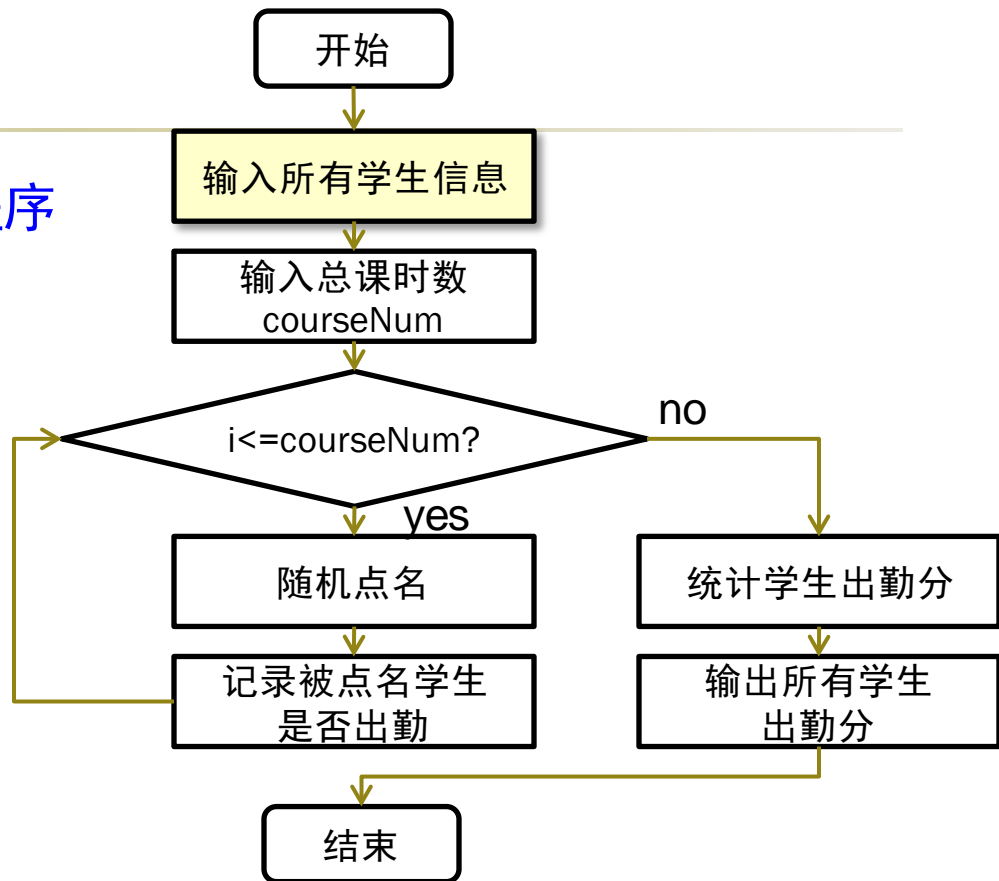 开始
输入所有学生信息
序
输入总课时数
courseNum
i<=courseNum?
no
yes
随机点名
统计学生出勤分
记录被点名学生
是否出勤
输出所有学生
出勤分
结束